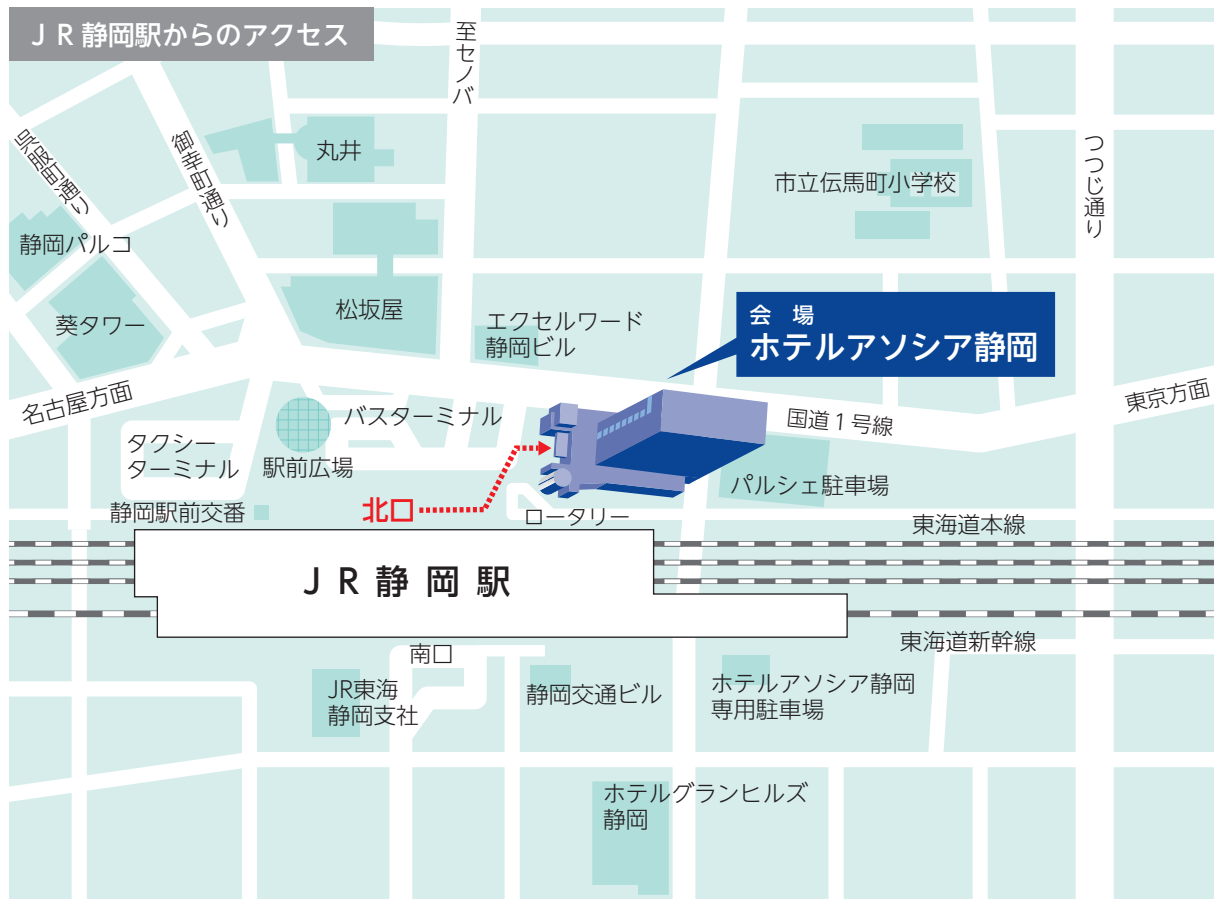 JR静岡駅からのアクセス
至セノバ
呉服町通り
御幸町通り
丸井
市立伝馬町小学校
つつじ通り
静岡パルコ
葵タワー
松坂屋
エクセルワード
静岡ビル
会場
ホテルアソシア静岡
名古屋方面
東京方面
国道1号線
バスターミナル
タクシー
ターミナル
駅前広場
パルシェ駐車場
静岡駅前交番
北口
ロータリー
東海道本線
JR静岡駅
東海道新幹線
南口
JR東海
静岡支社
静岡交通ビル
ホテルアソシア静岡
専用駐車場
ホテルグランヒルズ
静岡